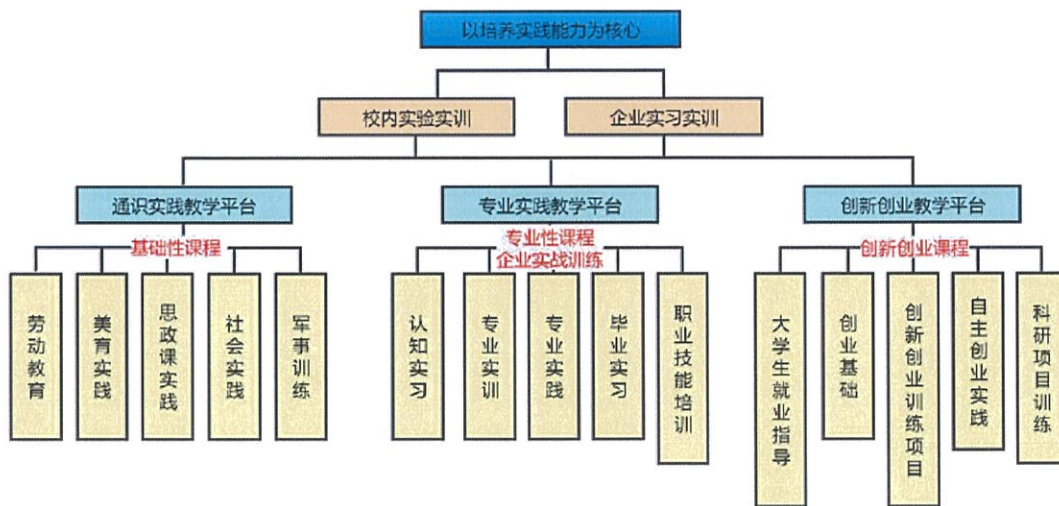 以培养实践能力为核心
校内实验实训
企业实习实训
通识实践教学平台
专业实践教学平台
创新创业教学平台
基础性课程
专业性课程
企业实战训练
创新创业课程
劳动教育
美育实践
思政课实践
社会实践
军事训练
认知实习
专业实训
专业实践
毕业实习
职业技能培训
大学生就业指导
创业基础
创新创业训练项目
自主创业实践
科研项目训练